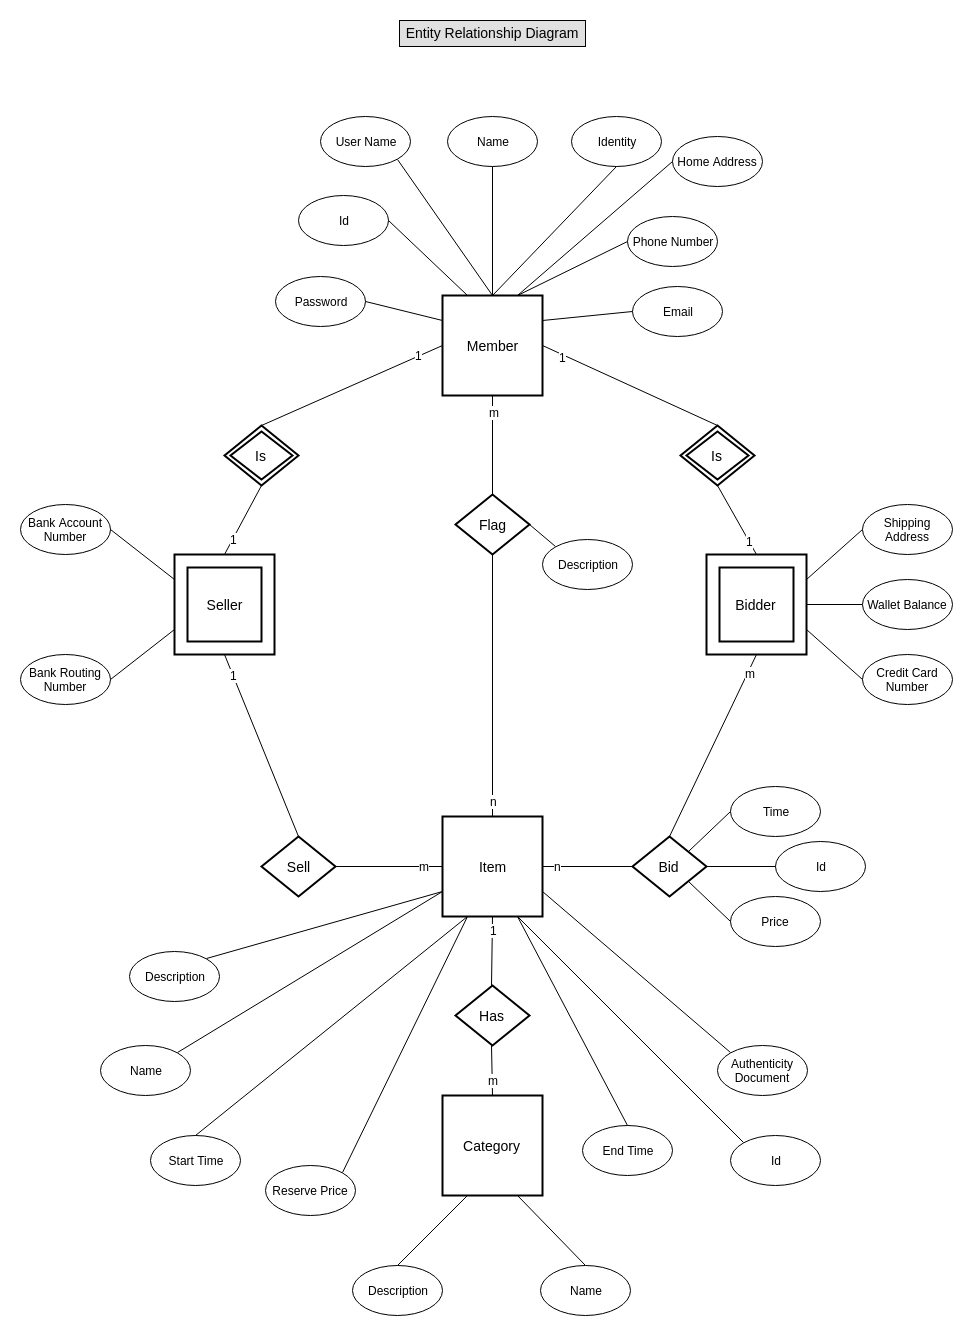 Entity Relationship Diagram
User Name
Name
Identity
Home Address
Id
Phone Number
Password
Email
Member
1
1
m
Is
Is
Flag
Description
Bank Account
Number
Shipping
Address
1
1
Seller
Bidder
Wallet Balance
Bank Routing
Number
Credit Card
Number
1
m
n
Time
Sell
m
Item
n
Bid
Id
Price
1
Description
Has
Name
m
Authenticity
Document
Category
Start Time
Reserve Price
End Time
Id
Description
Name